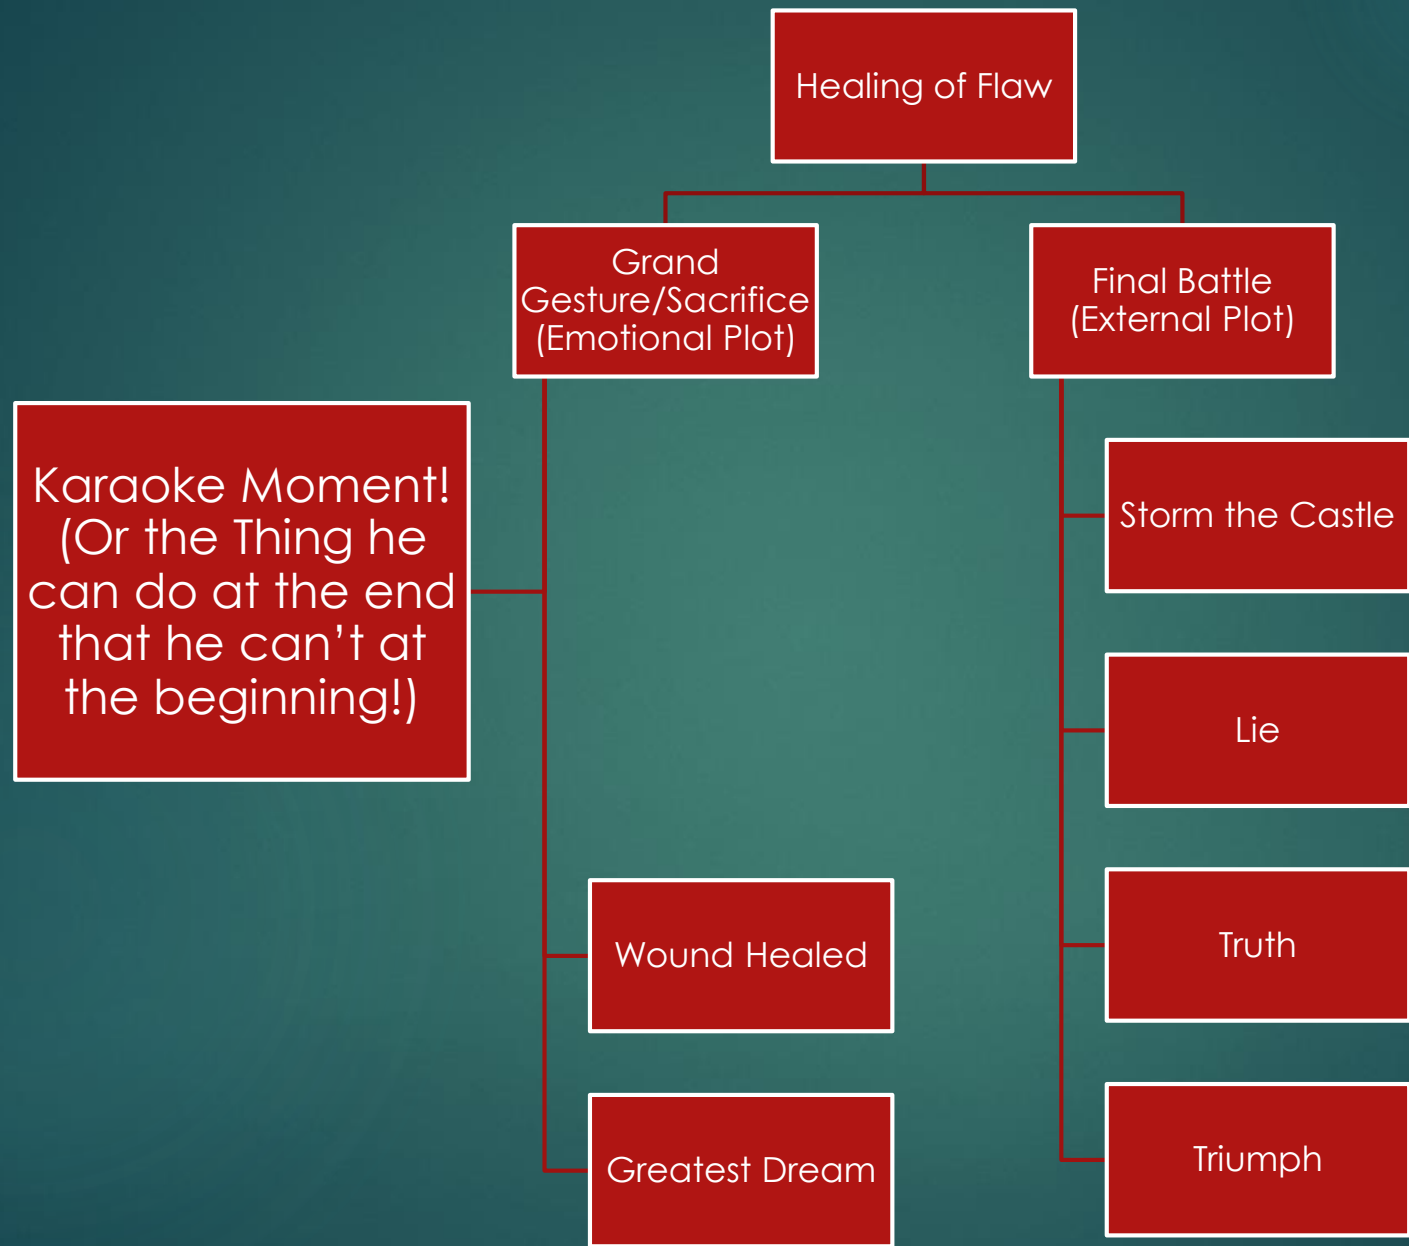 Healing of Flaw
Grand
Gesture/Sacrifice
(Emotional Plot)
Final Battle
(External Plot)
Karaoke Moment!
(Or the Thing he
can do at the end
that he can’t at
the beginning!)
Wound Healed
Greatest Dream
Storm the Castle
Lie
Truth
Triumph